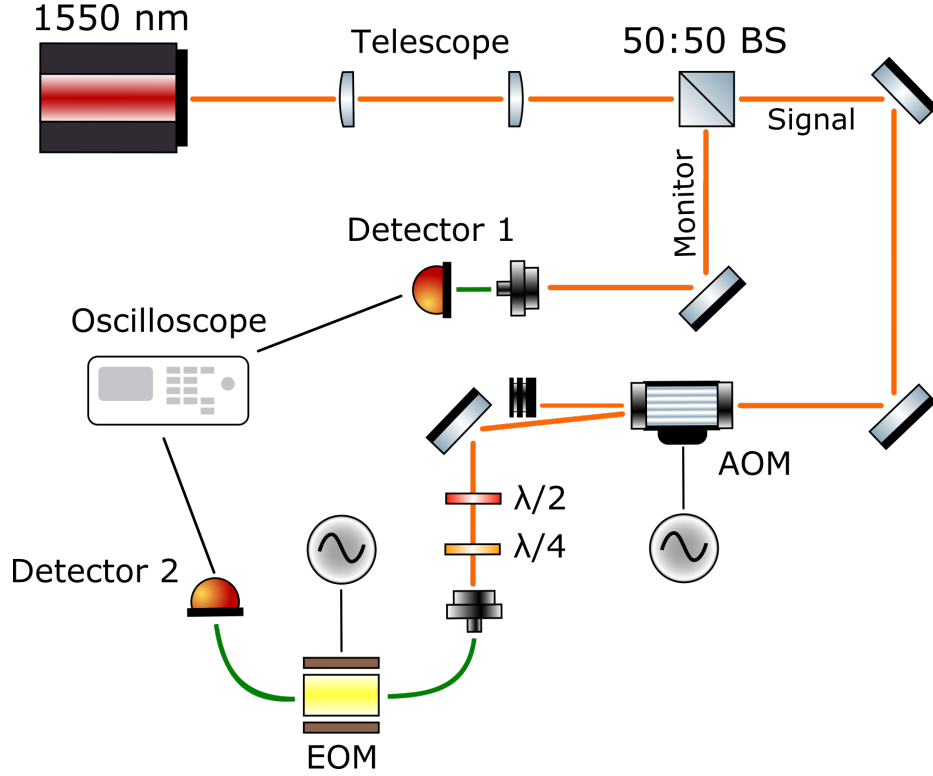 1550 nm
Telescope
50:50 BS
Signal
Monitor
Detector 1
Oscilloscope
AOM
λ/2
λ/4
Detector 2
EOM